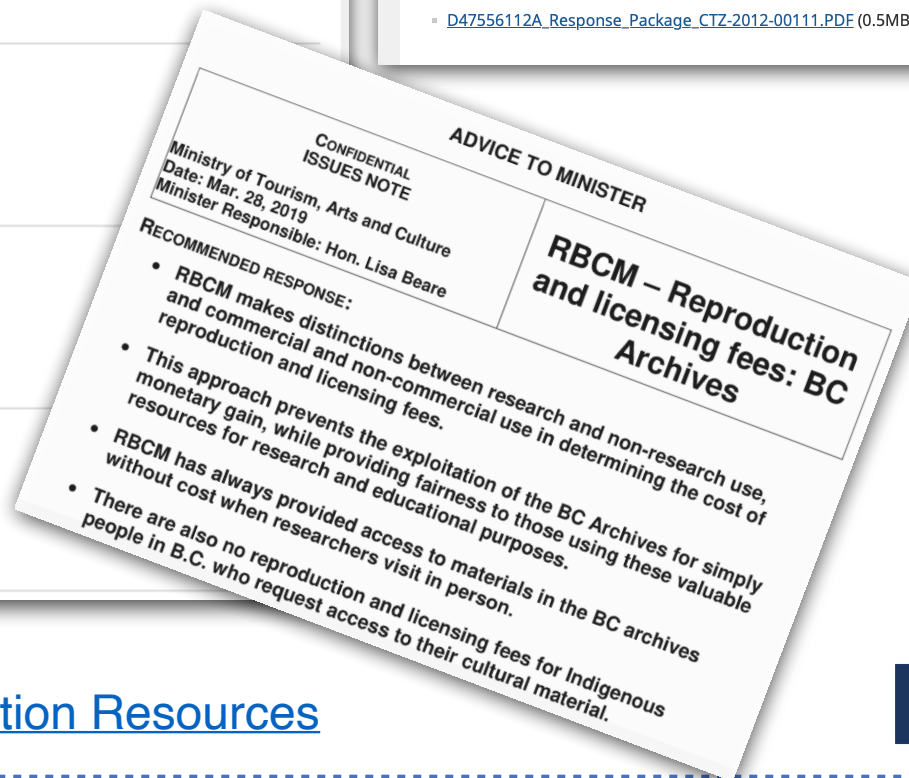 D47556112A_Response_Package_CTZ-2012-00111.PDF (0.5MB
ADVICE TO MINISTER
CONFIDENTIAL
ISSUES NOTE
Ministry of Tourism, Arts and Culture
Date: Mar. 28, 2019
Minister Responsible: Hon. Lisa Beare
RBCM – Reproduction
and licensing fees: BC
Archives
RECOMMENDED RESPONSE:
• RBCM makes distinctions between research and non-research use,
and commercial and non-commercial use in determining the cost of
reproduction and licensing fees.
• This approach prevents the exploitation of the BC Archives for simply
monetary gain, while providing fairness to those using these valuable
resources for research and educational purposes.
• RBCM has always provided access to materials in the BC archives
without cost when researchers visit in person.
• There are also no reproduction and licensing fees for Indigenous
people in B.C. who request access to their cultural material.
tion Resources